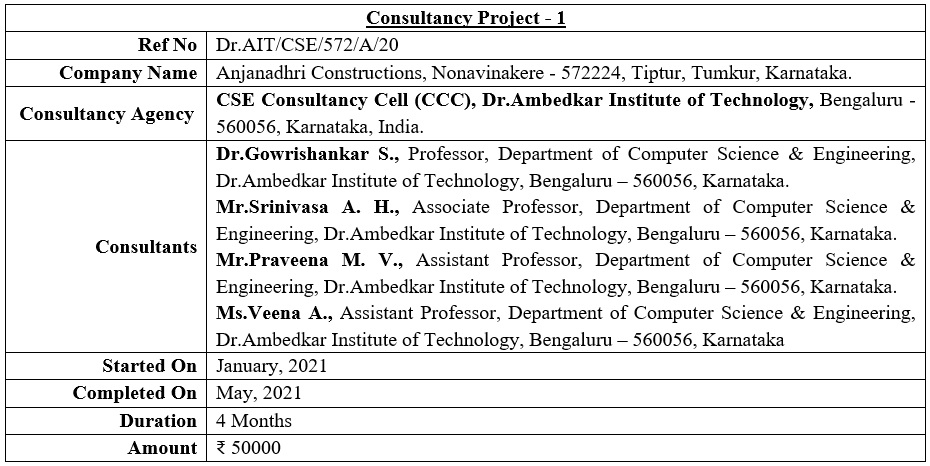 Consultancy Project - 1
Ref No Dr.AIT/CSE/572/A/20
Company Name Anjanadhri Constructions, Nonavinakere - 572224, Tiptur, Tumkur, Karnataka.
Consultancy Agency CSE Consultancy Cell (CCC), Dr.Ambedkar Institute of Technology, Bengaluru -
560056, Karnataka, India.
Consultants Dr.Gowrishankar S., Professor, Department of Computer Science & Engineering,
Dr.Ambedkar Institute of Technology, Bengaluru – 560056, Karnataka.
Mr.Srinivasa A. H., Associate Professor, Department of Computer Science &
Engineering, Dr.Ambedkar Institute of Technology, Bengaluru – 560056, Karnataka.
Mr.Praveena M. V., Assistant Professor, Department of Computer Science &
Engineering, Dr.Ambedkar Institute of Technology, Bengaluru – 560056, Karnataka.
Ms.Veena A., Assistant Professor, Department of Computer Science & Engineering,
Dr.Ambedkar Institute of Technology, Bengaluru – 560056, Karnataka
Started On January, 2021
Completed On May, 2021
Duration 4 Months
Amount ₹ 50000